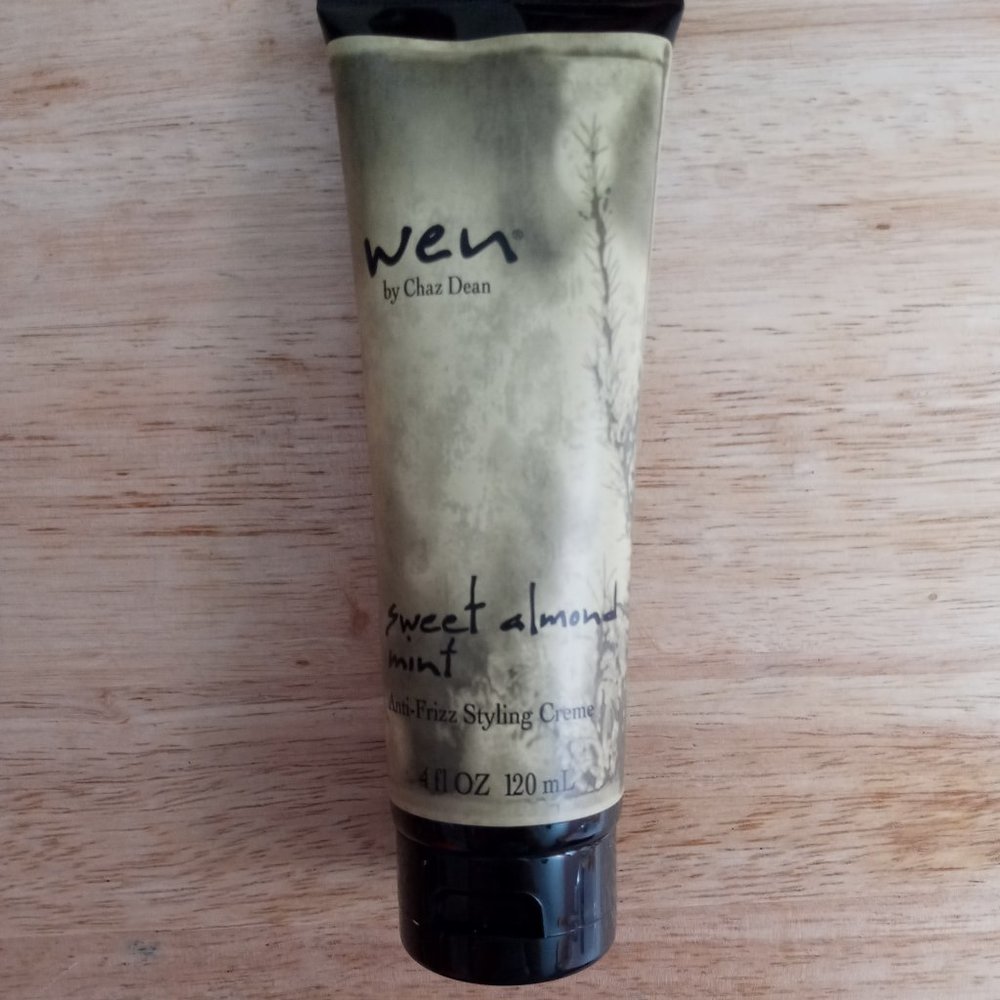 wen®
by Chaz Dean
sweet almond
mint
Anti-Frizz Styling Creme
4 fl OZ 120 mL